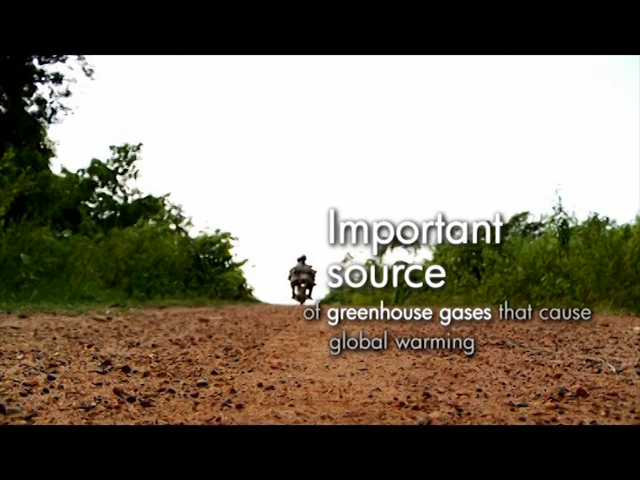 Important
source
of greenhouse gases that cause
global warming